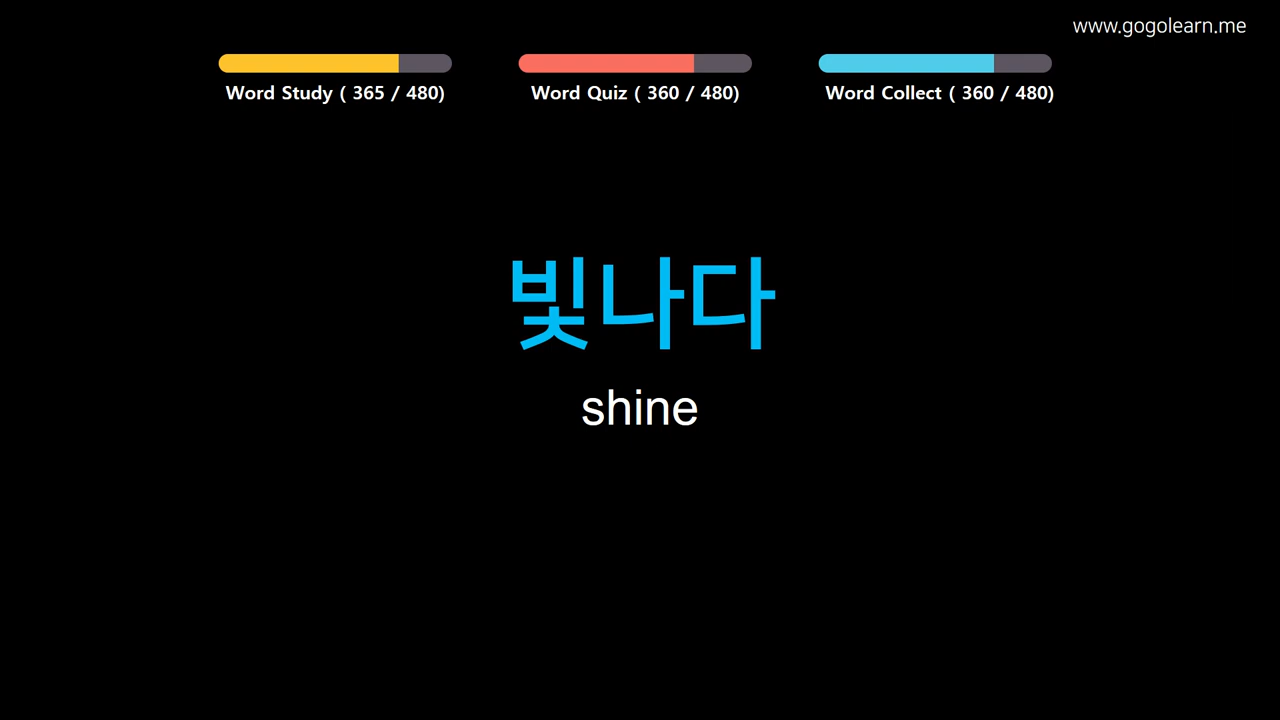 www.gogolearn.me
Word Study ( 365 / 480)
Word Quiz ( 360 / 480)
Word Collect ( 360 / 480)
빛나다
shine